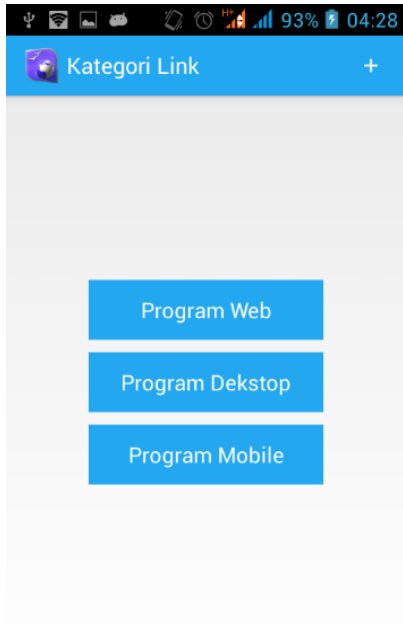 H+ 93% 04:28
Kategori Link +
Program Web
Program Dekstop
Program Mobile